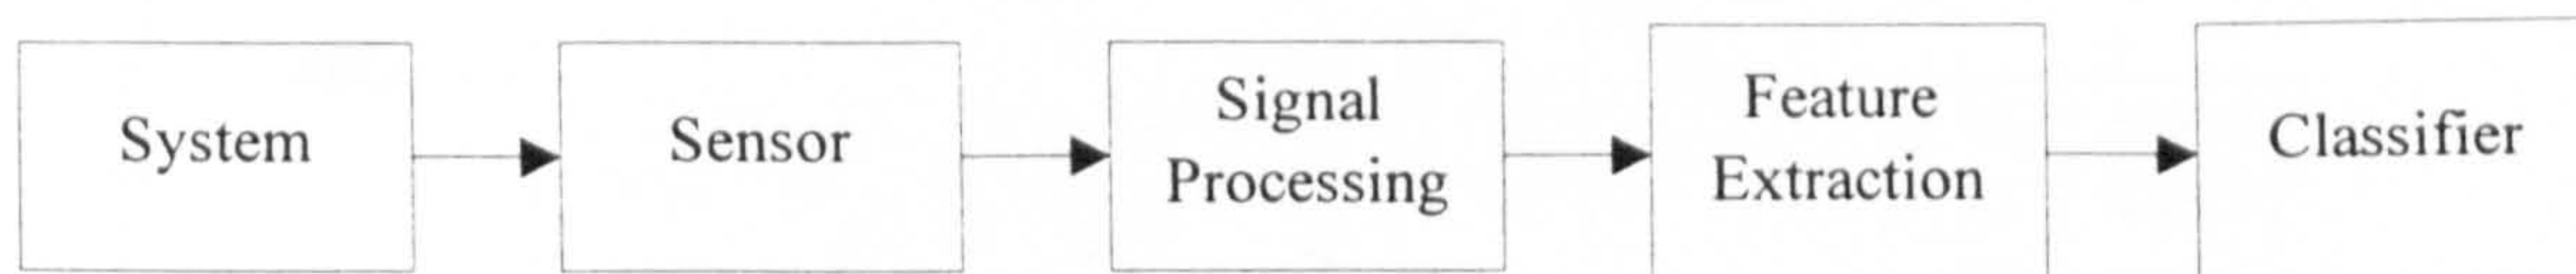 System
Sensor
Signal
Processing
Feature
Extraction
Classifier